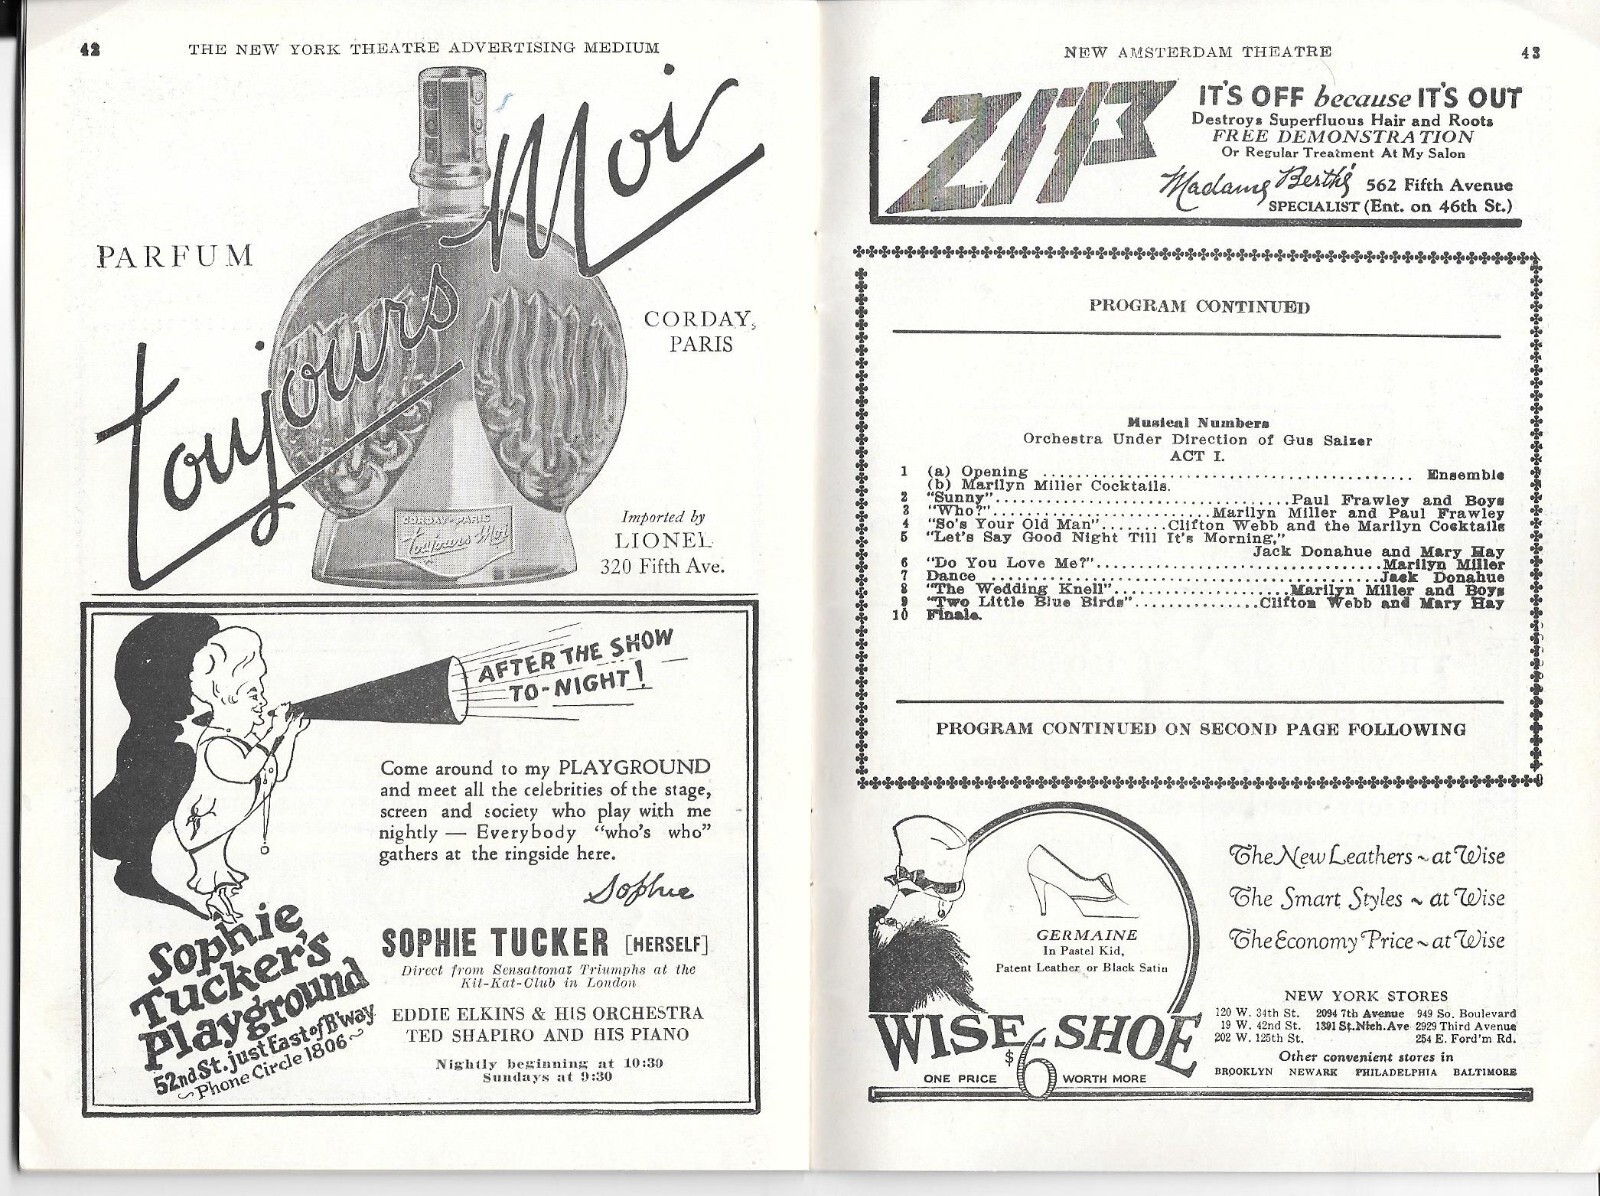 42
THE NEW YORK THEATRE ADVERTISING MEDIUM
PARFUM
Toujours Moi
CORDAY,
PARIS
CORDAY-PARIS
Toujours Moi
Imported by
LIONEL
320 Fifth Ave.
AFTER THE SHOW
TO-NIGHT!
Come around to my PLAYGROUND
and meet all the celebrities of the stage,
screen and society who play with me
nightly — Everybody "who's who"
gathers at the ringside here.
Sophie
SOPHIE TUCKER [HERSELF]
Direct from Sensational Triumphs at the
Kit-Kat-Club in London
EDDIE ELKINS & HIS ORCHESTRA
TED SHAPIRO AND HIS PIANO
Nightly beginning at 10:30
Sundays at 9:30
Sophie
Tucker's
Playground
52nd St. just East of B'way
Phone Circle 1806
NEW AMSTERDAM THEATRE
43
ZIP
IT'S OFF because IT'S OUT
Destroys Superfluous Hair and Roots
FREE DEMONSTRATION
Or Regular Treatment At My Salon
Madame Berthé 562 Fifth Avenue
SPECIALIST (Ent. on 46th St.)
PROGRAM CONTINUED
Musical Numbers
Orchestra Under Direction of Gus Salzer
ACT I.
1 (a) Opening ............................................ Ensemble
(b) Marilyn Miller Cocktails.
2 "Sunny"...................................Paul Frawley and Boys
3 "Who?"..........................Marilyn Miller and Paul Frawley
4 "So's Your Old Man"........Clifton Webb and the Marilyn Cocktails
5 "Let's Say Good Night Till It's Morning,"
Jack Donahue and Mary Hay
6 "Do You Love Me?"..................................Marilyn Miller
7 Dance................................................Jack Donahue
8 "The Wedding Knell".....................Marilyn Miller and Boys
9 "Two Little Blue Birds"...............Clifton Webb and Mary Hay
10 Finale.
PROGRAM CONTINUED ON SECOND PAGE FOLLOWING
GERMAINE
In Pastel Kid,
Patent Leather or Black Satin
WISE SHOE
ONE PRICE $6 WORTH MORE
The New Leathers ~ at Wise
The Smart Styles ~ at Wise
The Economy Price ~ at Wise
NEW YORK STORES
120 W. 34th St. 2094 7th Avenue 949 So. Boulevard
19 W. 42nd St. 1391 St. Nich. Ave 2929 Third Avenue
202 W. 125th St. 254 E. Ford'm Rd.
Other convenient stores in
BROOKLYN NEWARK PHILADELPHIA BALTIMORE